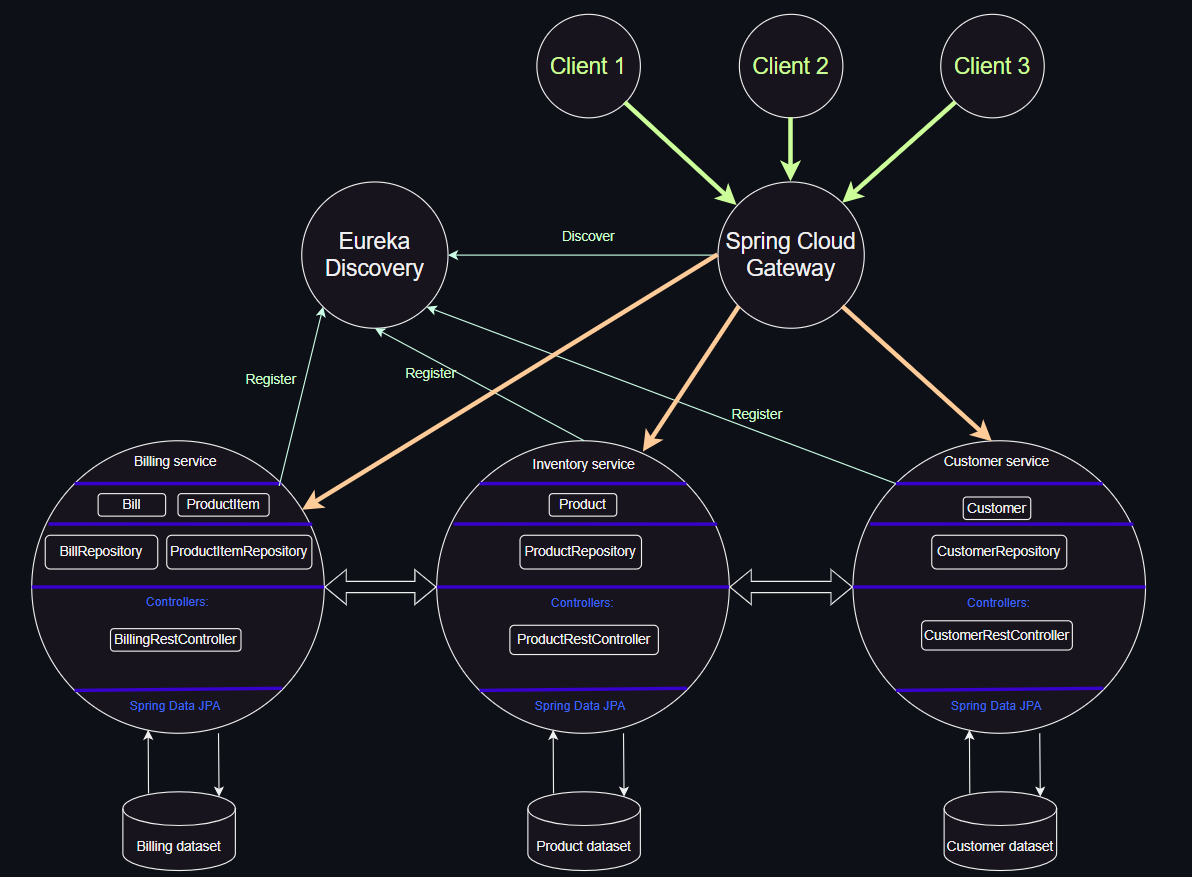 Client 1
Client 2
Client 3
Eureka
Discovery
Discover
Spring Cloud
Gateway
Register
Register
Register
Billing service
Bill
ProductItem
BillRepository
ProductItemRepository
Controllers:
BillingRestController
Spring Data JPA
Billing dataset
Inventory service
Product
ProductRepository
Controllers:
ProductRestController
Spring Data JPA
Product dataset
Customer service
Customer
CustomerRepository
Controllers:
CustomerRestController
Spring Data JPA
Customer dataset